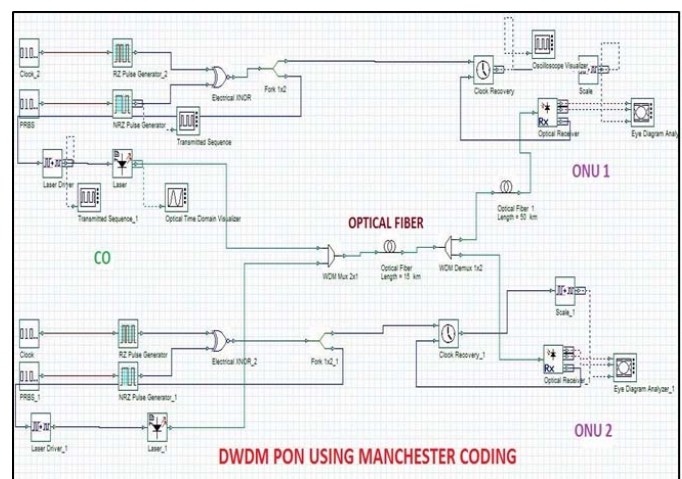 Clock_2
RZ Pulse Generator_2
Electrical XNOR
Fork 1x2
Clock Recovery
Oscilloscope Visualizer
Scale
PRBS
NRZ Pulse Generator
Transmitted Sequence
Rx
Optical Receiver
Eye Diagram Analy
ONU 1
Laser Driver
Laser
Transmitted Sequence_1
Optical Time Domain Visualizer
Optical Fiber 1
Length = 50 km
OPTICAL FIBER
CO
WDM Mux 2x1
Optical Fiber
Length = 15 km
WDM Demux 1x2
Scale_1
Clock
RZ Pulse Generator
Electrical XNOR_2
Fork 1x2_1
Clock Recovery_1
PRBS_1
NRZ Pulse Generator_1
Rx
Optical Receiver_1
Eye Diagram Analyzer_1
ONU 2
Laser Driver_1
Laser_1
DWDM PON USING MANCHESTER CODING